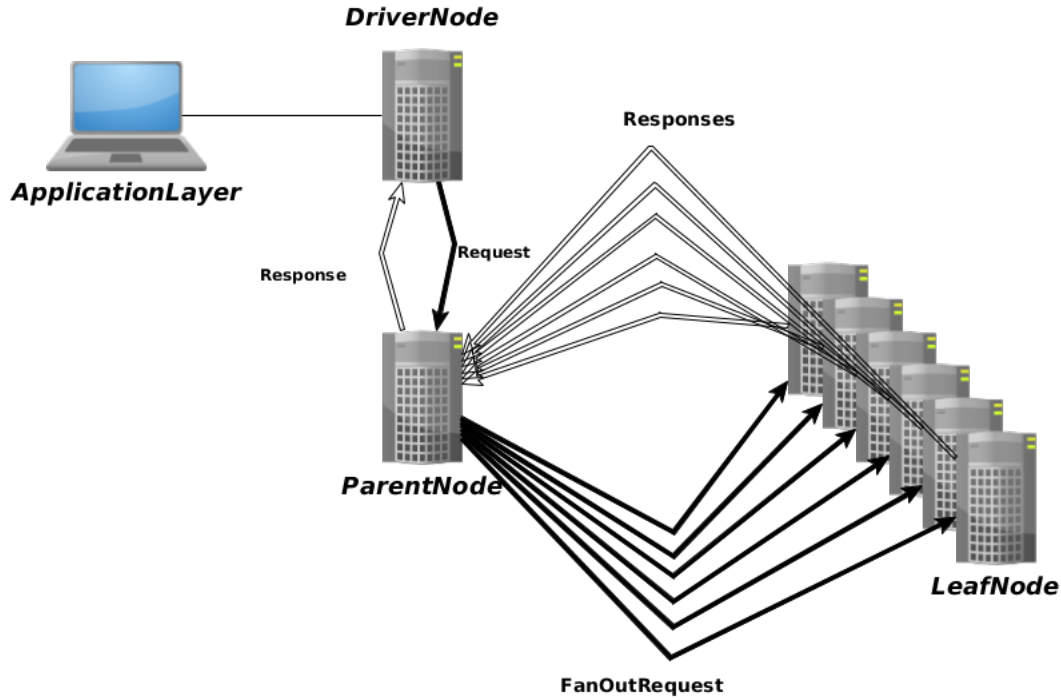 DriverNode
Responses
ApplicationLayer
Request
Response
ParentNode
LeafNode
FanOutRequest